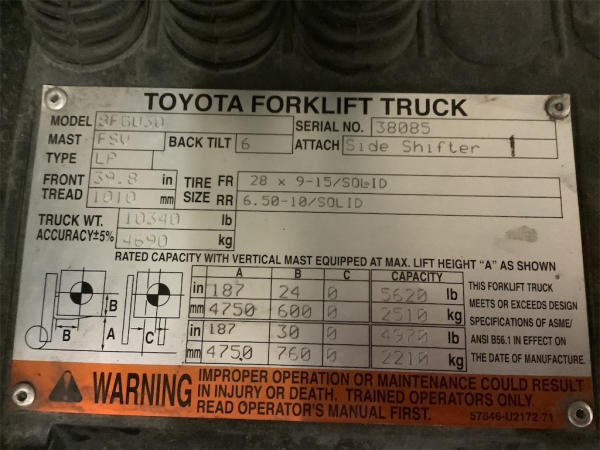 TOYOTA FORKLIFT TRUCK
MODEL 8FGU30 SERIAL NO. 38085
MAST FSV BACK TILT 6 ATTACH Side Shifter 1
TYPE LP
FRONT TREAD 39.8 in TIRE SIZE FR 28 x 9-15/SOLID
1010 mm RR 6.50-10/SOLID
TRUCK WT. 10340 lb
ACCURACY±5% 4690 kg
RATED CAPACITY WITH VERTICAL MAST EQUIPPED AT MAX. LIFT HEIGHT "A" AS SHOWN
A B C CAPACITY
in 187 24 0 5620 lb
mm 4750 600 0 2510 kg
in 187 30 0 4970 lb
mm 4750 760 0 2210 kg
B
B A C
THIS FORKLIFT TRUCK
MEETS OR EXCEEDS DESIGN
SPECIFICATIONS OF ASME/
ANSI B56.1 IN EFFECT ON
THE DATE OF MANUFACTURE.
WARNING
IMPROPER OPERATION OR MAINTENANCE COULD RESULT
IN INJURY OR DEATH. TRAINED OPERATORS ONLY.
READ OPERATOR'S MANUAL FIRST.
57846-U2172-71